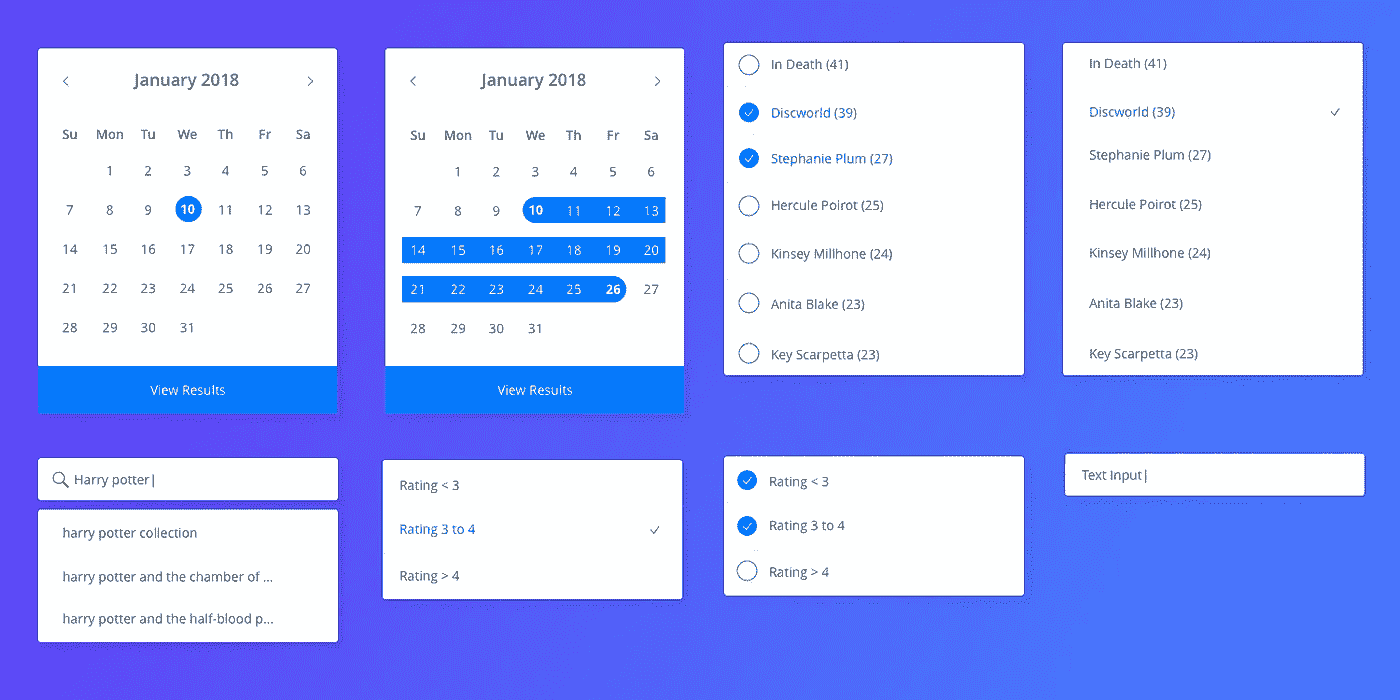 January 2018
Su Mon Tu We Th Fr Sa
1 2 3 4 5 6
7 8 9 10 11 12 13
14 15 16 17 18 19 20
21 22 23 24 25 26 27
28 29 30 31
View Results
January 2018
Su Mon Tu We Th Fr Sa
1 2 3 4 5 6
7 8 9 10 11 12 13
14 15 16 17 18 19 20
21 22 23 24 25 26 27
28 29 30 31
View Results
In Death (41)
Discworld (39)
Stephanie Plum (27)
Hercule Poirot (25)
Kinsey Millhone (24)
Anita Blake (23)
Key Scarpetta (23)
In Death (41)
Discworld (39)
Stephanie Plum (27)
Hercule Poirot (25)
Kinsey Millhone (24)
Anita Blake (23)
Key Scarpetta (23)
Harry potter|
harry potter collection
harry potter and the chamber of ...
harry potter and the half-blood p...
Rating < 3
Rating 3 to 4
Rating > 4
Rating < 3
Rating 3 to 4
Rating > 4
Text Input|